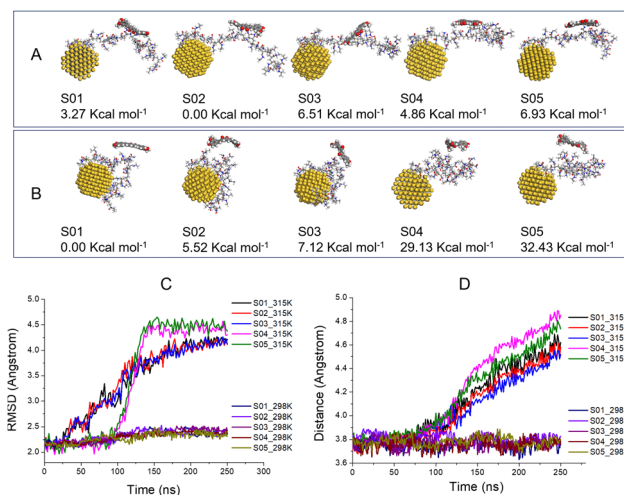 A
S01 S02 S03 S04 S05
3.27 Kcal mol-1 0.00 Kcal mol-1 6.51 Kcal mol-1 4.86 Kcal mol-1 6.93 Kcal mol-1
B
S01 S02 S03 S04 S05
0.00 Kcal mol-1 5.52 Kcal mol-1 7.12 Kcal mol-1 29.13 Kcal mol-1 32.43 Kcal mol-1
C
RMSD (Angstrom)
5.0
4.5
4.0
3.5
3.0
2.5
2.0
S01_315K
S02_315K
S03_315K
S04_315K
S05_315K
S01_298K
S02_298K
S03_298K
S04_298K
S05_298K
0 50 100 150 200 250 300
Time (ns)
D
Distance (Angstrom)
4.8
4.6
4.4
4.2
4.0
3.8
3.6
S01_315
S02_315
S03_315
S04_315
S05_315
S01_298
S02_298
S03_298
S04_298
S05_298
0 50 100 150 200 250
Time (ns)